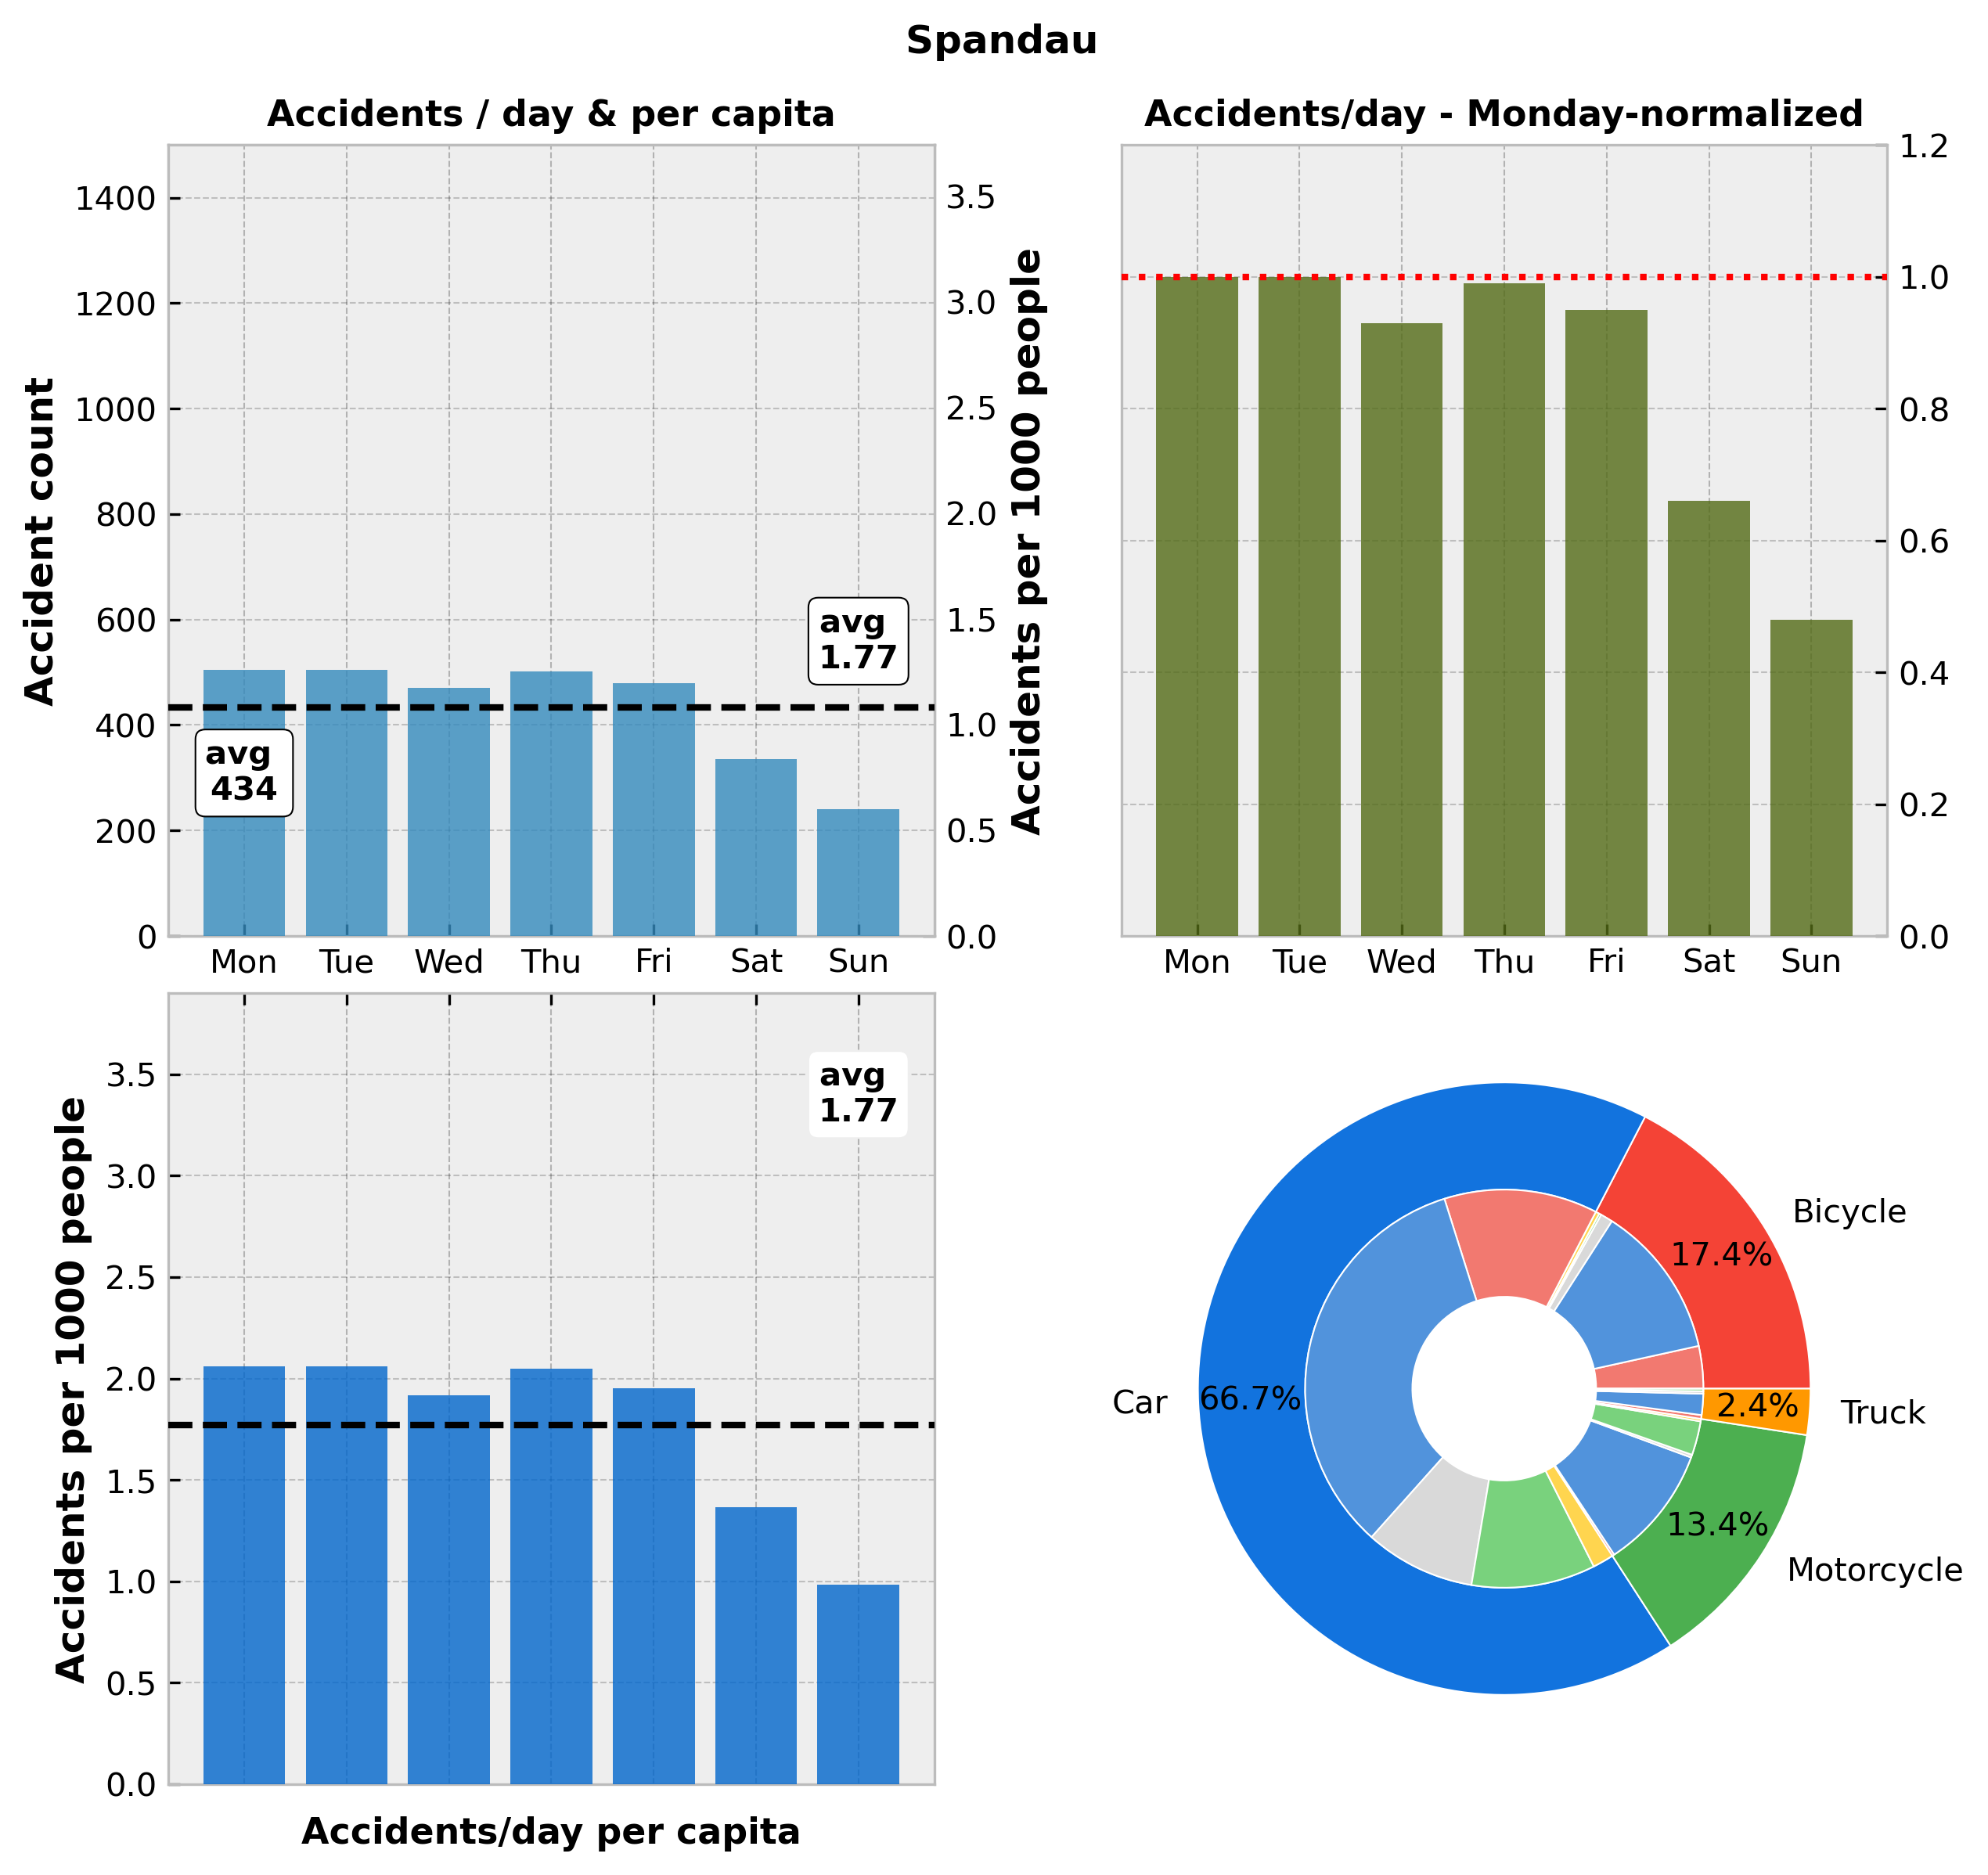 Spandau
Accidents / day & per capita
Accident count
1400
1200
1000
800
600
400
200
0
3.5
3.0
2.5
2.0
1.5
1.0
0.5
0.0
Accidents per 1000 people
avg
434
avg
1.77
Mon Tue Wed Thu Fri Sat Sun
Accidents/day - Monday-normalized
1.2
1.0
0.8
0.6
0.4
0.2
0.0
Mon Tue Wed Thu Fri Sat Sun
Accidents per 1000 people
3.5
3.0
2.5
2.0
1.5
1.0
0.5
0.0
avg
1.77
Accidents/day per capita
Bicycle
17.4%
Car
66.7%
2.4%
Truck
13.4%
Motorcycle